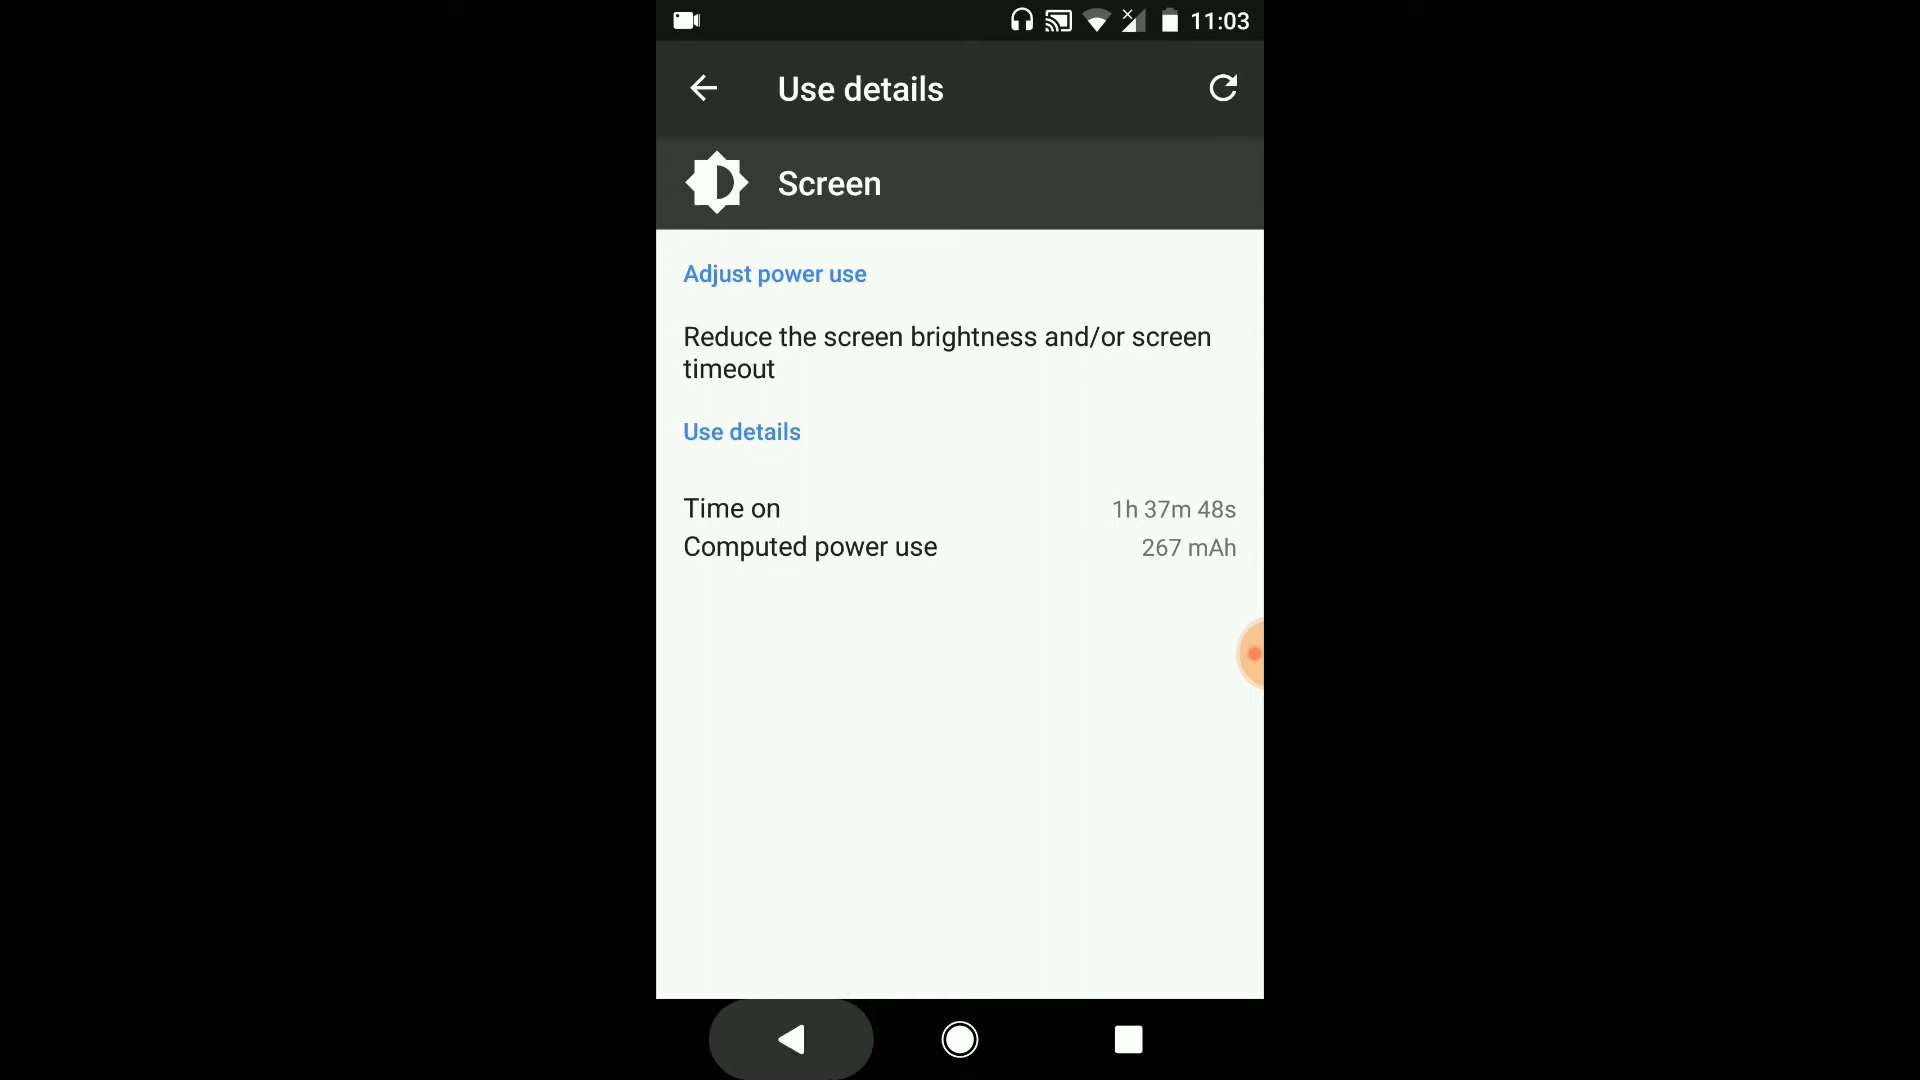 11:03
Use details
Screen
Adjust power use
Reduce the screen brightness and/or screen
timeout
Use details
Time on 1h 37m 48s
Computed power use 267 mAh